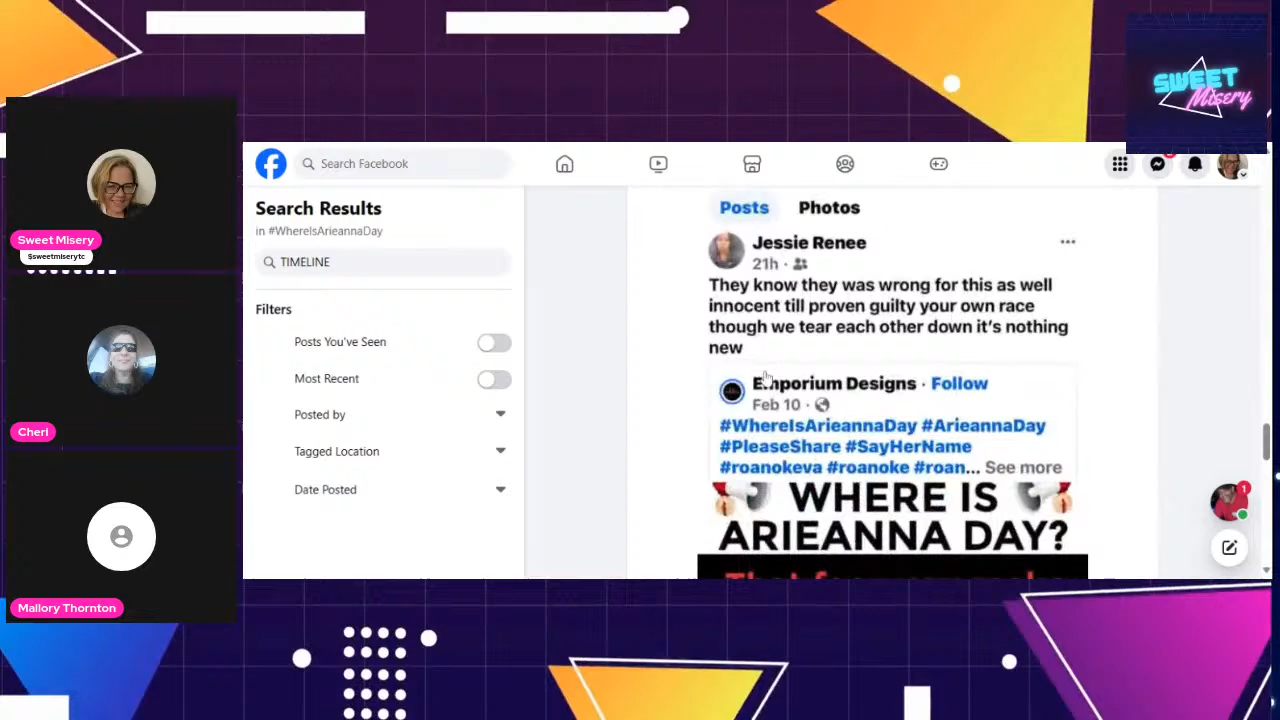 SWEET
Misery
Search Facebook
Search Results
in #WhereIsArieannaDay
TIMELINE
Filters
Posts You've Seen
Most Recent
Posted by
Tagged Location
Date Posted
Posts Photos
Jessie Renee
21h
They know they was wrong for this as well
innocent till proven guilty your own race
though we tear each other down it's nothing
new
Emporium Designs · Follow
Feb 10 ·
#WhereIsArieannaDay #ArieannaDay
#PleaseShare #SayHerName
#roanokeva #roanoke #roan... See more
WHERE IS
ARIEANNA DAY?
1
Sweet Misery
$sweetmiserytc
Cherl
Mallory Thornton